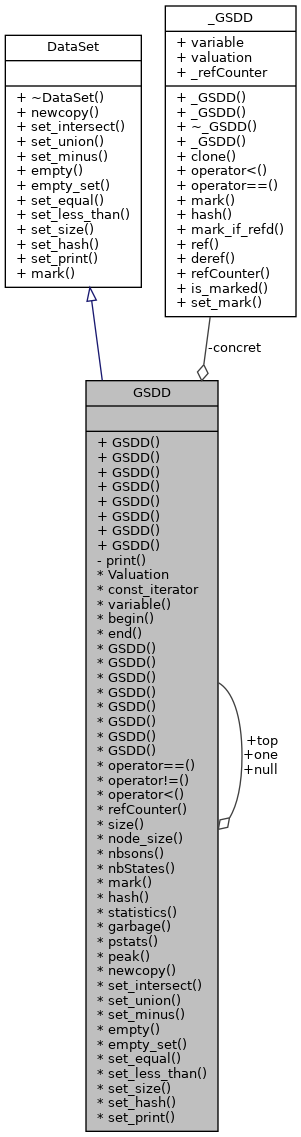 DataSet
+ ~DataSet()
+ newcopy()
+ set_intersect()
+ set_union()
+ set_minus()
+ empty()
+ empty_set()
+ set_equal()
+ set_less_than()
+ set_size()
+ set_hash()
+ set_print()
+ mark()
_GSDD
+ variable
+ valuation
+ _refCounter
+ _GSDD()
+ _GSDD()
+ ~_GSDD()
+ _GSDD()
+ clone()
+ operator<()
+ operator==()
+ mark()
+ hash()
+ mark_if_refd()
+ ref()
+ deref()
+ refCounter()
+ is_marked()
+ set_mark()
-concret
GSDD
+ GSDD()
+ GSDD()
+ GSDD()
+ GSDD()
+ GSDD()
+ GSDD()
+ GSDD()
+ GSDD()
- print()
* Valuation
* const_iterator
* variable()
* begin()
* end()
* GSDD()
* GSDD()
* GSDD()
* GSDD()
* GSDD()
* GSDD()
* GSDD()
* GSDD()
* operator==()
* operator!=()
* operator<()
* refCounter()
* size()
* node_size()
* nbsons()
* nbStates()
* mark()
* hash()
* statistics()
* garbage()
* pstats()
* peak()
* newcopy()
* set_intersect()
* set_union()
* set_minus()
* empty()
* empty_set()
* set_equal()
* set_less_than()
* set_size()
* set_hash()
* set_print()
+top
+one
+null